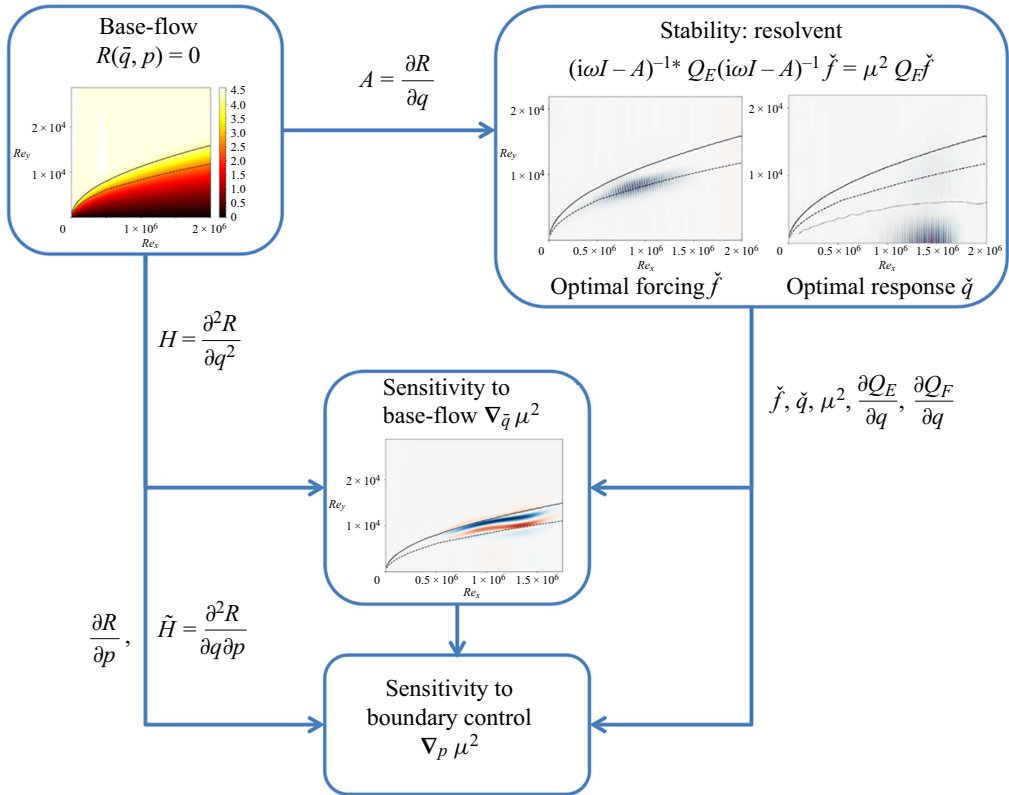 Base-flow
R(q̄, p) = 0
4.5
4.0
3.5
3.0
2.5
2.0
1.5
1.0
0.5
0
2 × 10⁴
Re_y
1 × 10⁴
0
1 × 10⁶
2 × 10⁶
Re_x
A = ∂R/∂q
Stability: resolvent
(iωI – A)⁻¹* Q_E(iωI – A)⁻¹ f̌ = μ² Q_F f̌
2 × 10⁴
Re_y
1 × 10⁴
0
0.5 × 10⁶
1 × 10⁶
1.5 × 10⁶
2 × 10⁶
Re_x
Optimal forcing f̌
2 × 10⁴
Re_y
1 × 10⁴
0
0.5 × 10⁶
1 × 10⁶
1.5 × 10⁶
2 × 10⁶
Re_x
Optimal response q̌
H = ∂²R/∂q²
f̌, q̌, μ², ∂Q_E/∂q, ∂Q_F/∂q
Sensitivity to
base-flow ∇_q̄ μ²
2 × 10⁴
Re_y
1 × 10⁴
0
0.5 × 10⁶
1 × 10⁶
1.5 × 10⁶
Re_x
∂R/∂p, H̃ = ∂²R/∂q∂p
Sensitivity to
boundary control
∇_p μ²